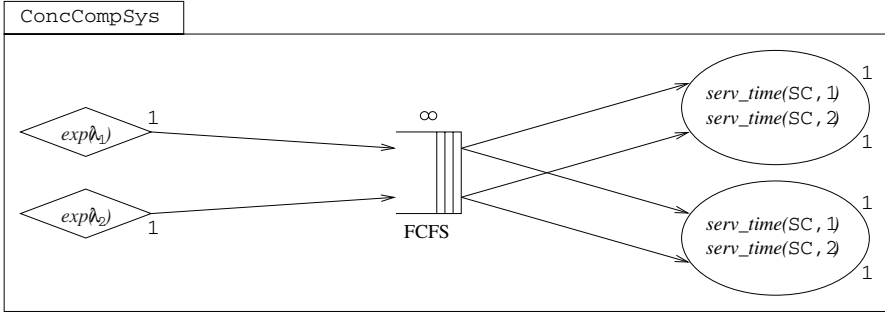 ConcCompSys
exp(λ₁)
1
exp(λ₂)
1
∞
FCFS
1
serv_time(SC,1)
serv_time(SC,2)
1
1
serv_time(SC,1)
serv_time(SC,2)
1